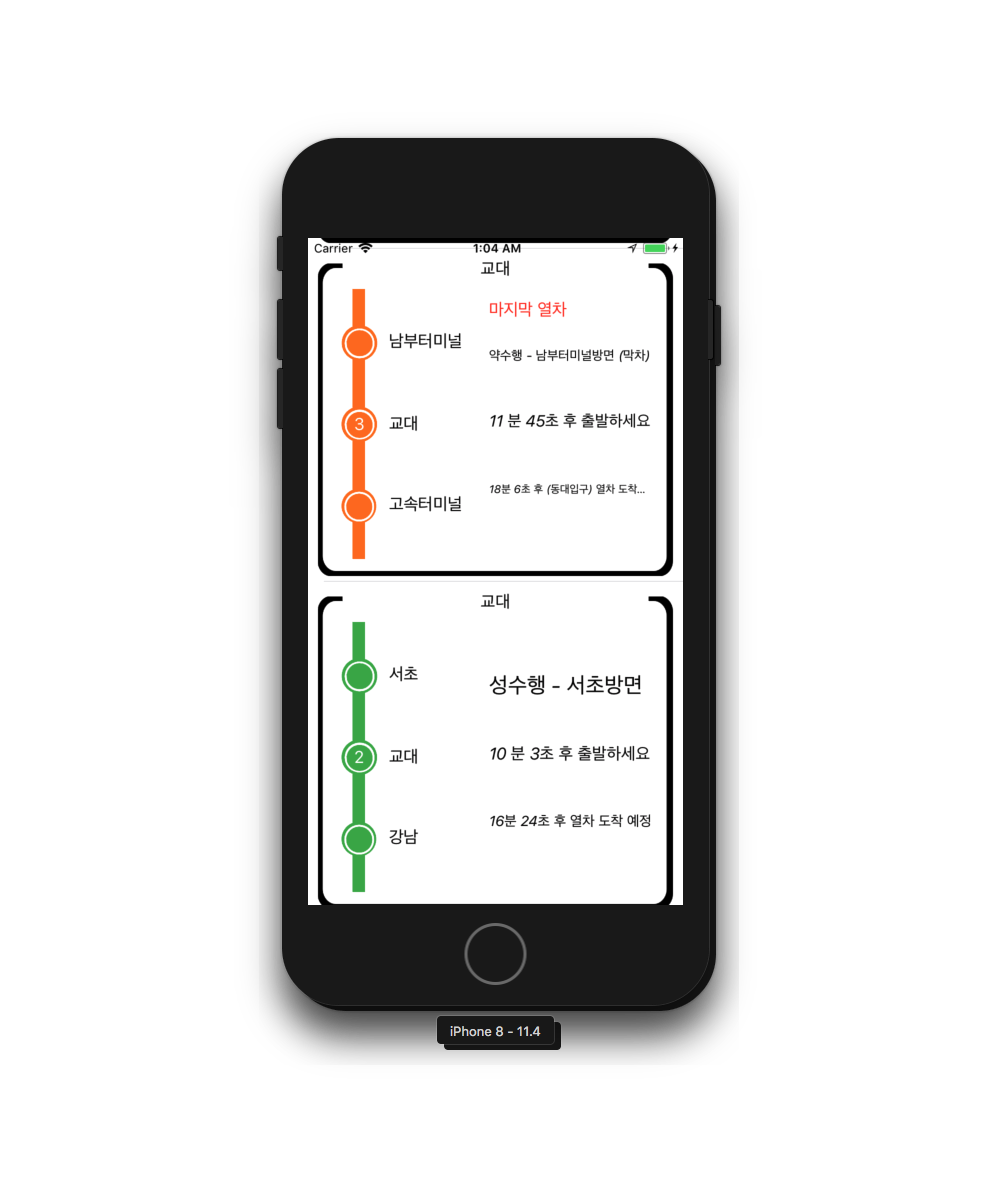 Carrier 1:04 AM
교대
마지막 열차
남부터미널
약수행 - 남부터미널방면 (막차)
3 교대
11 분 45초 후 출발하세요
고속터미널
18분 6초 후 (동대입구) 열차 도착...
교대
서초
성수행 - 서초방면
2 교대
10 분 3초 후 출발하세요
강남
16분 24초 후 열차 도착 예정
iPhone 8 - 11.4